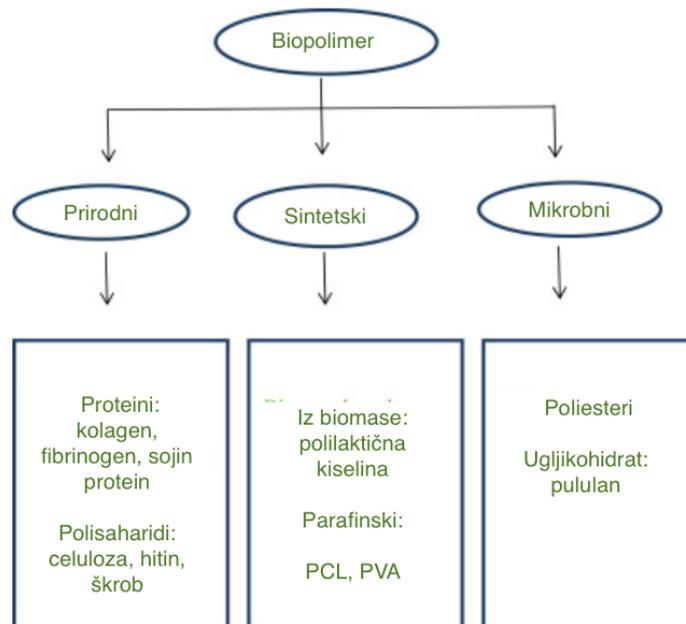 Biopolimer
Prirodni
Sintetski
Mikrobni
Proteini:
kolagen,
fibrinogen, sojin
protein
Polisaharidi:
celuloza, hitin,
škrob
Iz biomase:
polilaktična
kiselina
Parafinski:
PCL, PVA
Poliesteri
Ugljikohidrat:
pululan